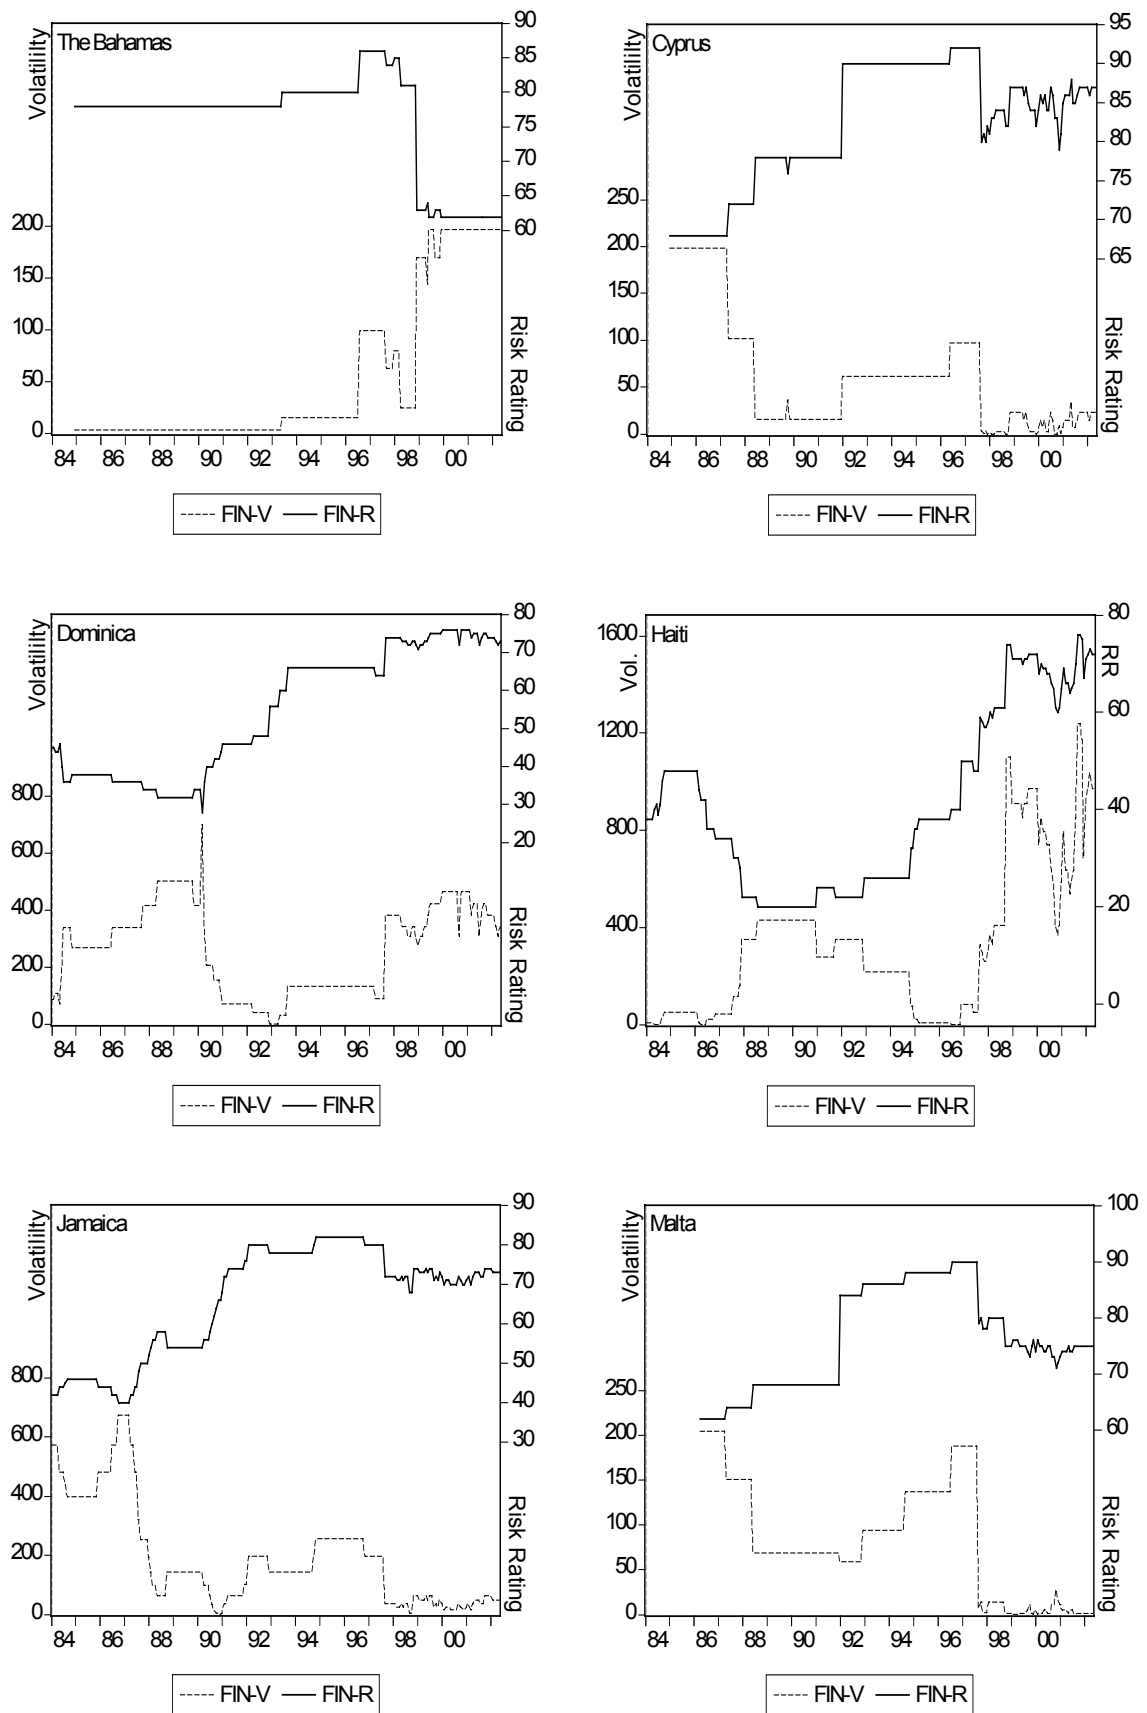 The Bahamas
Volatililty
90
85
80
75
70
65
60
200
150
100
50
0
Risk Rating
84 86 88 90 92 94 96 98 00
FIN-V FIN-R
Cyprus
Volatility
95
90
85
80
75
70
65
250
200
150
100
50
0
Risk Rating
84 86 88 90 92 94 96 98 00
FIN-V FIN-R
Dominica
Volatililty
80
70
60
50
40
30
20
800
600
400
200
0
Risk Rating
84 86 88 90 92 94 96 98 00
FIN-V FIN-R
Haiti
Vol.
RR
80
60
40
20
0
1600
1200
800
400
0
84 86 88 90 92 94 96 98 00
FIN-V FIN-R
Jamaica
Volatililty
90
80
70
60
50
40
30
800
600
400
200
0
Risk Rating
84 86 88 90 92 94 96 98 00
FIN-V FIN-R
Malta
Volatililty
100
90
80
70
60
250
200
150
100
50
0
Risk Rating
84 86 88 90 92 94 96 98 00
FIN-V FIN-R